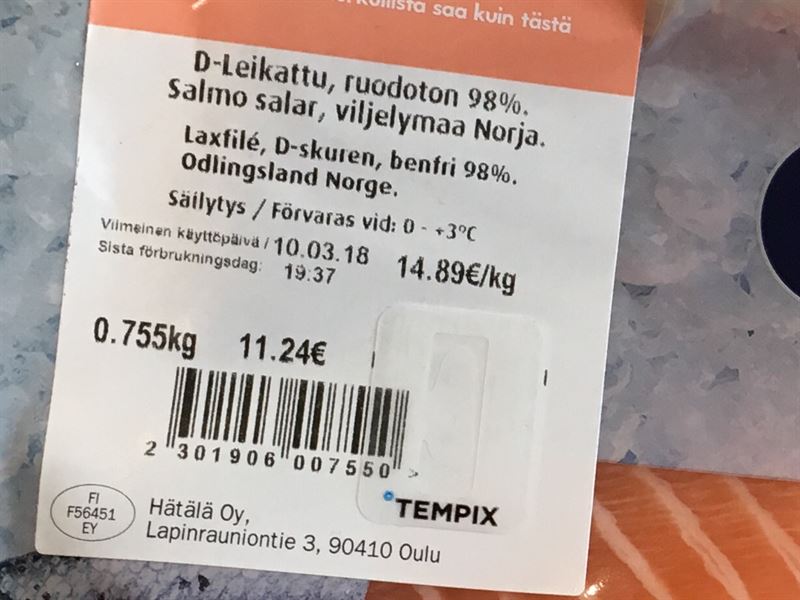 saa kuin tästä
D-Leikattu, ruodoton 98%.
Salmo salar, viljelymaa Norja.
Laxfilé, D-skuren, benfri 98%.
Odlingsland Norge.
Säilytys / Förvaras vid: 0 - +3°C
Viimeinen käyttöpäivä / 10.03.18 14.89€/kg
Sista förbrukningsdag: 19:37
0.755kg 11.24€
2 301906 007550 >
FI
F56451
EY
Hätälä Oy,
Lapinrauniontie 3, 90410 Oulu
TEMPIX